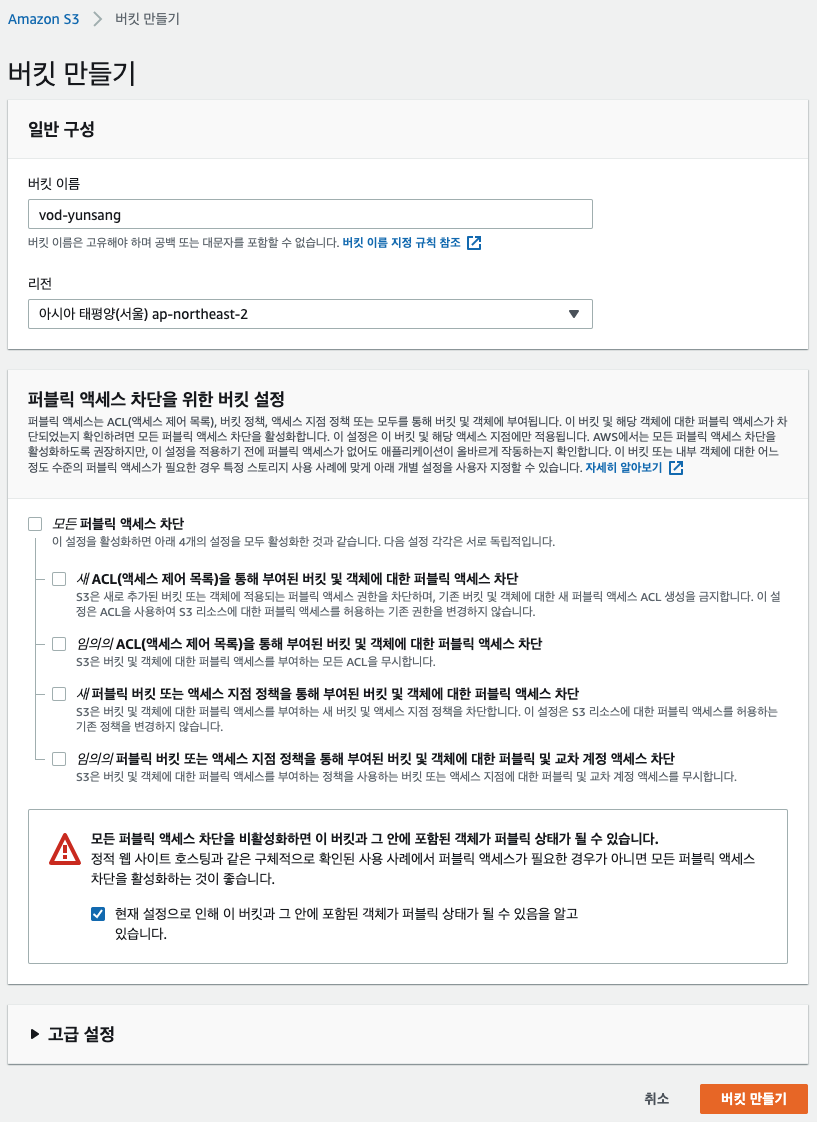 Amazon S3 > 버킷 만들기
버킷 만들기
일반 구성
버킷 이름
vod-yunsang
버킷 이름은 고유해야 하며 공백 또는 대문자를 포함할 수 없습니다. 버킷 이름 지정 규칙 참조
리전
아시아 태평양(서울) ap-northeast-2
퍼블릭 액세스 차단을 위한 버킷 설정
퍼블릭 액세스는 ACL(액세스 제어 목록), 버킷 정책, 액세스 지점 정책 또는 모두를 통해 버킷 및 객체에 부여됩니다. 이 버킷 및 해당 객체에 대한 퍼블릭 액세스가 차
단되었는지 확인하려면 모든 퍼블릭 액세스 차단을 활성화합니다. 이 설정은 이 버킷 및 해당 액세스 지점에만 적용됩니다. AWS에서는 모든 퍼블릭 액세스 차단을
활성화하도록 권장하지만, 이 설정을 적용하기 전에 퍼블릭 액세스가 없어도 애플리케이션이 올바르게 작동하는지 확인합니다. 이 버킷 또는 내부 객체에 대한 어느
정도 수준의 퍼블릭 액세스가 필요한 경우 특정 스토리지 사용 사례에 맞게 아래 개별 설정을 사용자 지정할 수 있습니다. 자세히 알아보기
모든 퍼블릭 액세스 차단
이 설정을 활성화하면 아래 4개의 설정을 모두 활성화한 것과 같습니다. 다음 설정 각각은 서로 독립적입니다.
새 ACL(액세스 제어 목록)을 통해 부여된 버킷 및 객체에 대한 퍼블릭 액세스 차단
S3은 새로 추가된 버킷 또는 객체에 적용되는 퍼블릭 액세스 권한을 차단하며, 기존 버킷 및 객체에 대한 새 퍼블릭 액세스 ACL 생성을 금지합니다. 이 설
정은 ACL을 사용하여 S3 리소스에 대한 퍼블릭 액세스를 허용하는 기존 권한을 변경하지 않습니다.
임의의 ACL(액세스 제어 목록)을 통해 부여된 버킷 및 객체에 대한 퍼블릭 액세스 차단
S3은 버킷 및 객체에 대한 퍼블릭 액세스를 부여하는 모든 ACL을 무시합니다.
새 퍼블릭 버킷 또는 액세스 지점 정책을 통해 부여된 버킷 및 객체에 대한 퍼블릭 액세스 차단
S3은 버킷 및 객체에 대한 퍼블릭 액세스를 부여하는 새 버킷 및 액세스 지점 정책을 차단합니다. 이 설정은 S3 리소스에 대한 퍼블릭 액세스를 허용하는
기존 정책을 변경하지 않습니다.
임의의 퍼블릭 버킷 또는 액세스 지점 정책을 통해 부여된 버킷 및 객체에 대한 퍼블릭 및 교차 계정 액세스 차단
S3은 버킷 및 객체에 대한 퍼블릭 액세스를 부여하는 정책을 사용하는 버킷 또는 액세스 지점에 대한 퍼블릭 및 교차 계정 액세스를 무시합니다.
모든 퍼블릭 액세스 차단을 비활성화하면 이 버킷과 그 안에 포함된 객체가 퍼블릭 상태가 될 수 있습니다.
정적 웹 사이트 호스팅과 같은 구체적으로 확인된 사용 사례에서 퍼블릭 액세스가 필요한 경우가 아니면 모든 퍼블릭 액세스
차단을 활성화하는 것이 좋습니다.
현재 설정으로 인해 이 버킷과 그 안에 포함된 객체가 퍼블릭 상태가 될 수 있음을 알고
있습니다.
고급 설정
취소 버킷 만들기